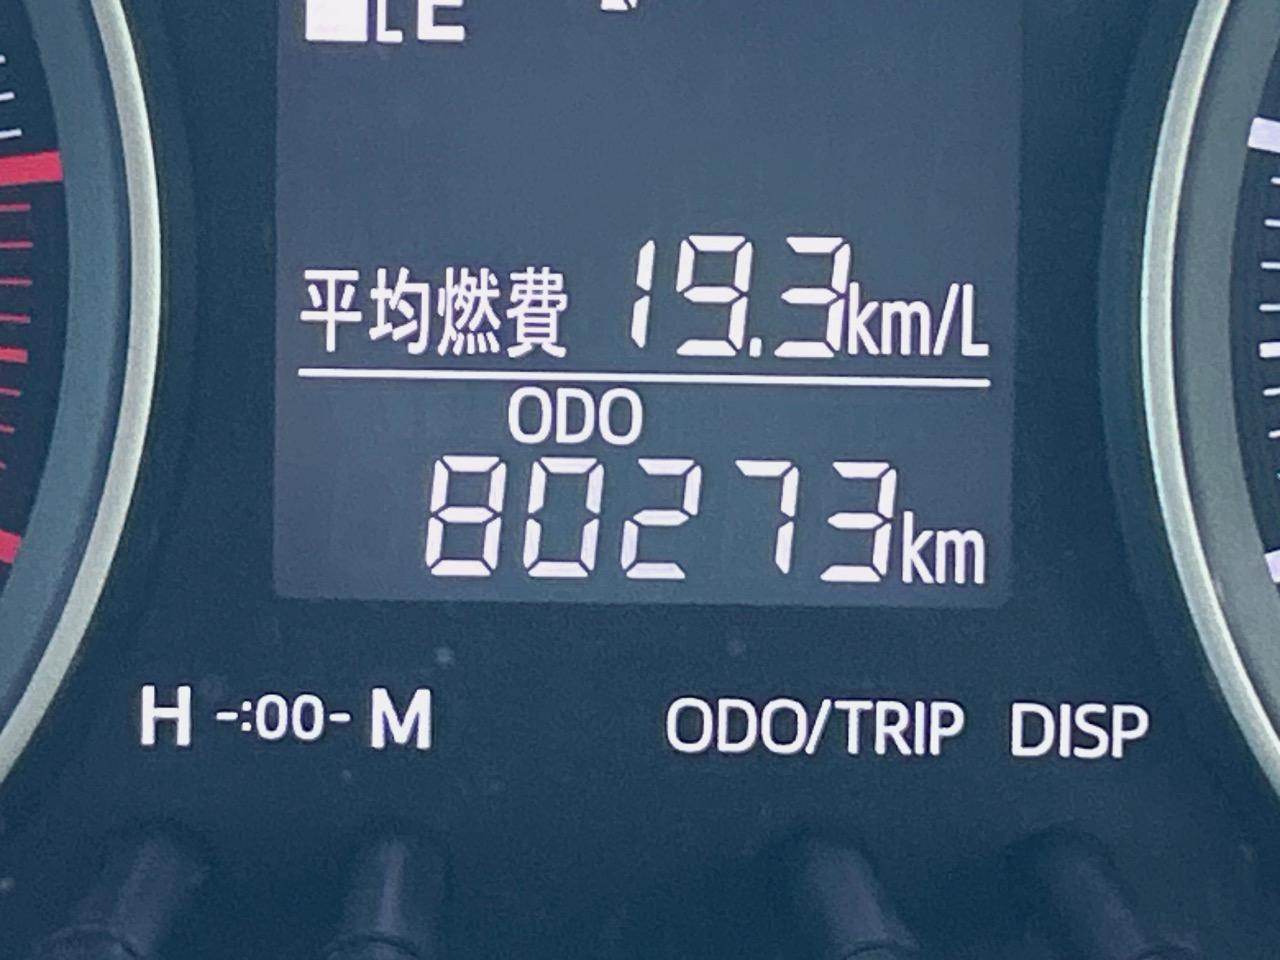 E
平均燃費 19.3km/L
ODO
80273km
H -:00- M ODO/TRIP DISP